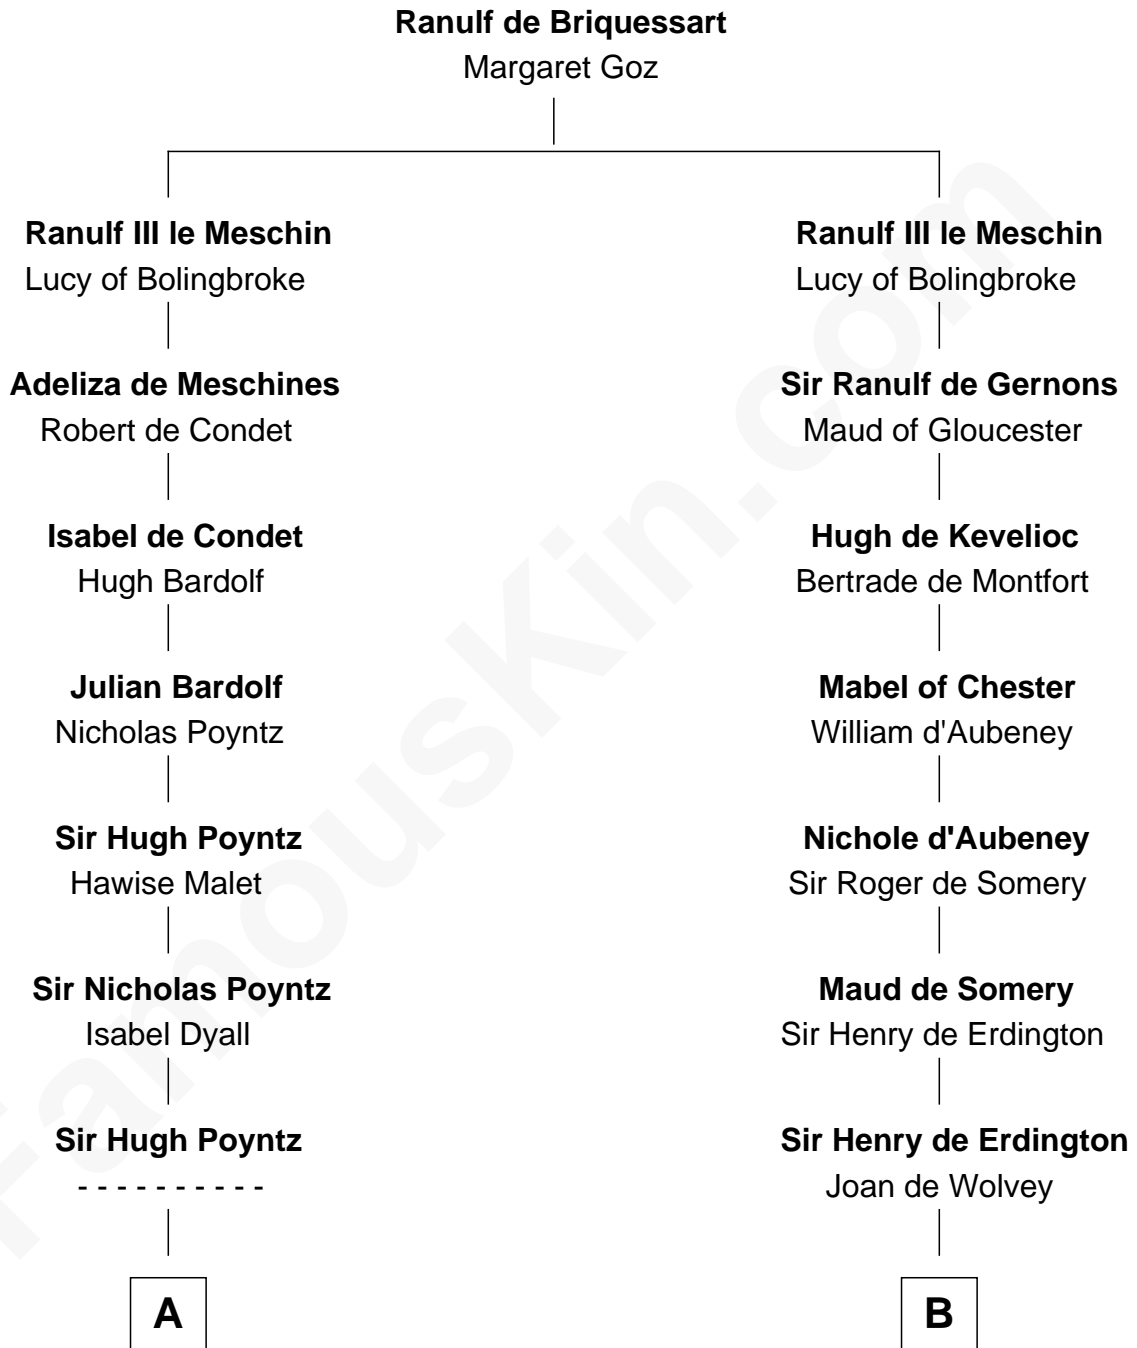 Ranulf de Briquessart
Margaret Goz
Ranulf III le Meschin
Lucy of Bolingbroke
Ranulf III le Meschin
Lucy of Bolingbroke
Adeliza de Meschines
Robert de Condet
Sir Ranulf de Gernons
Maud of Gloucester
Isabel de Condet
Hugh Bardolf
Hugh de Kevelioc
Bertrade de Montfort
Julian Bardolf
Nicholas Poyntz
Mabel of Chester
William d'Aubeney
Sir Hugh Poyntz
Hawise Malet
Nichole d'Aubeney
Sir Roger de Somery
Sir Nicholas Poyntz
Isabel Dyall
Maud de Somery
Sir Henry de Erdington
Sir Hugh Poyntz
- - - - - - - - - -
Sir Henry de Erdington
Joan de Wolvey
A
B
FamousKin.com